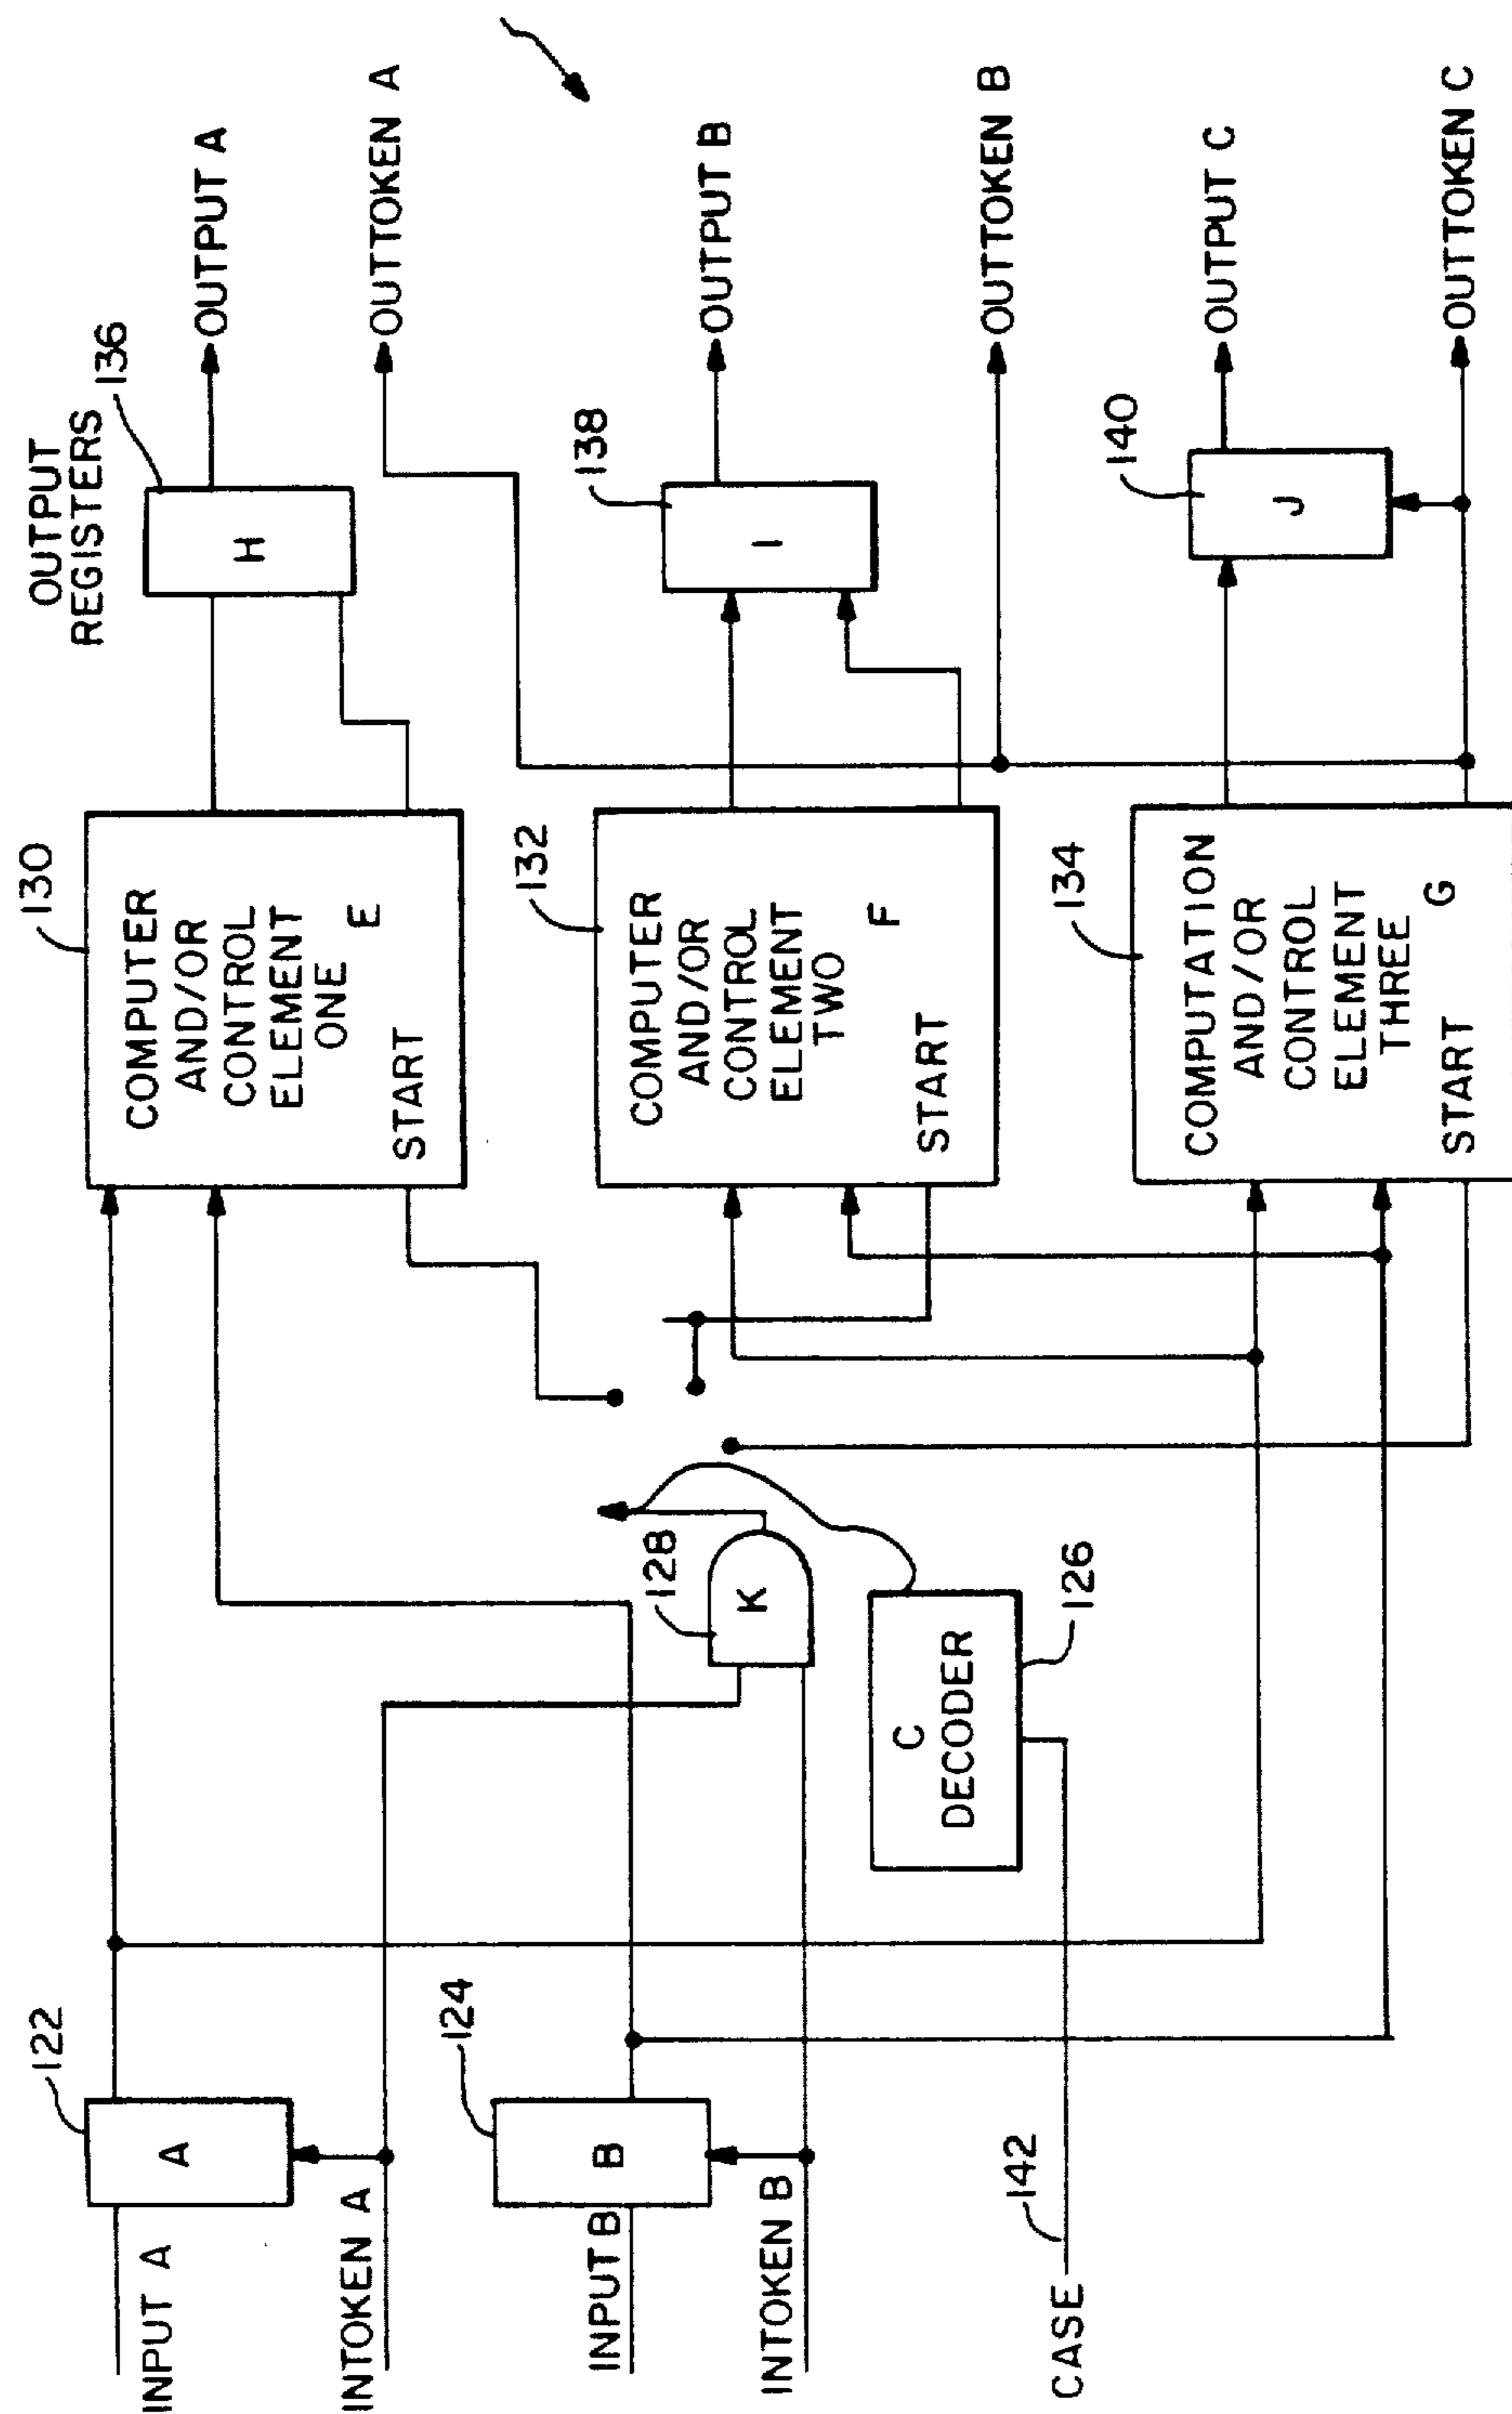 OUTPUT
REGISTERS
136
130
122
INPUT A
A
COMPUTER
AND/OR
CONTROL
ELEMENT
ONE
E
START
H
OUTPUT A
INTOKEN A
OUTTOKEN A
124
INPUT B
B
INTOKEN B
128
K
132
COMPUTER
AND/OR
CONTROL
ELEMENT
TWO
F
START
138
I
OUTPUT B
OUTTOKEN B
C
DECODER
126
CASE
142
134
COMPUTATION
AND/OR
CONTROL
ELEMENT
THREE
G
START
140
J
OUTPUT C
OUTTOKEN C